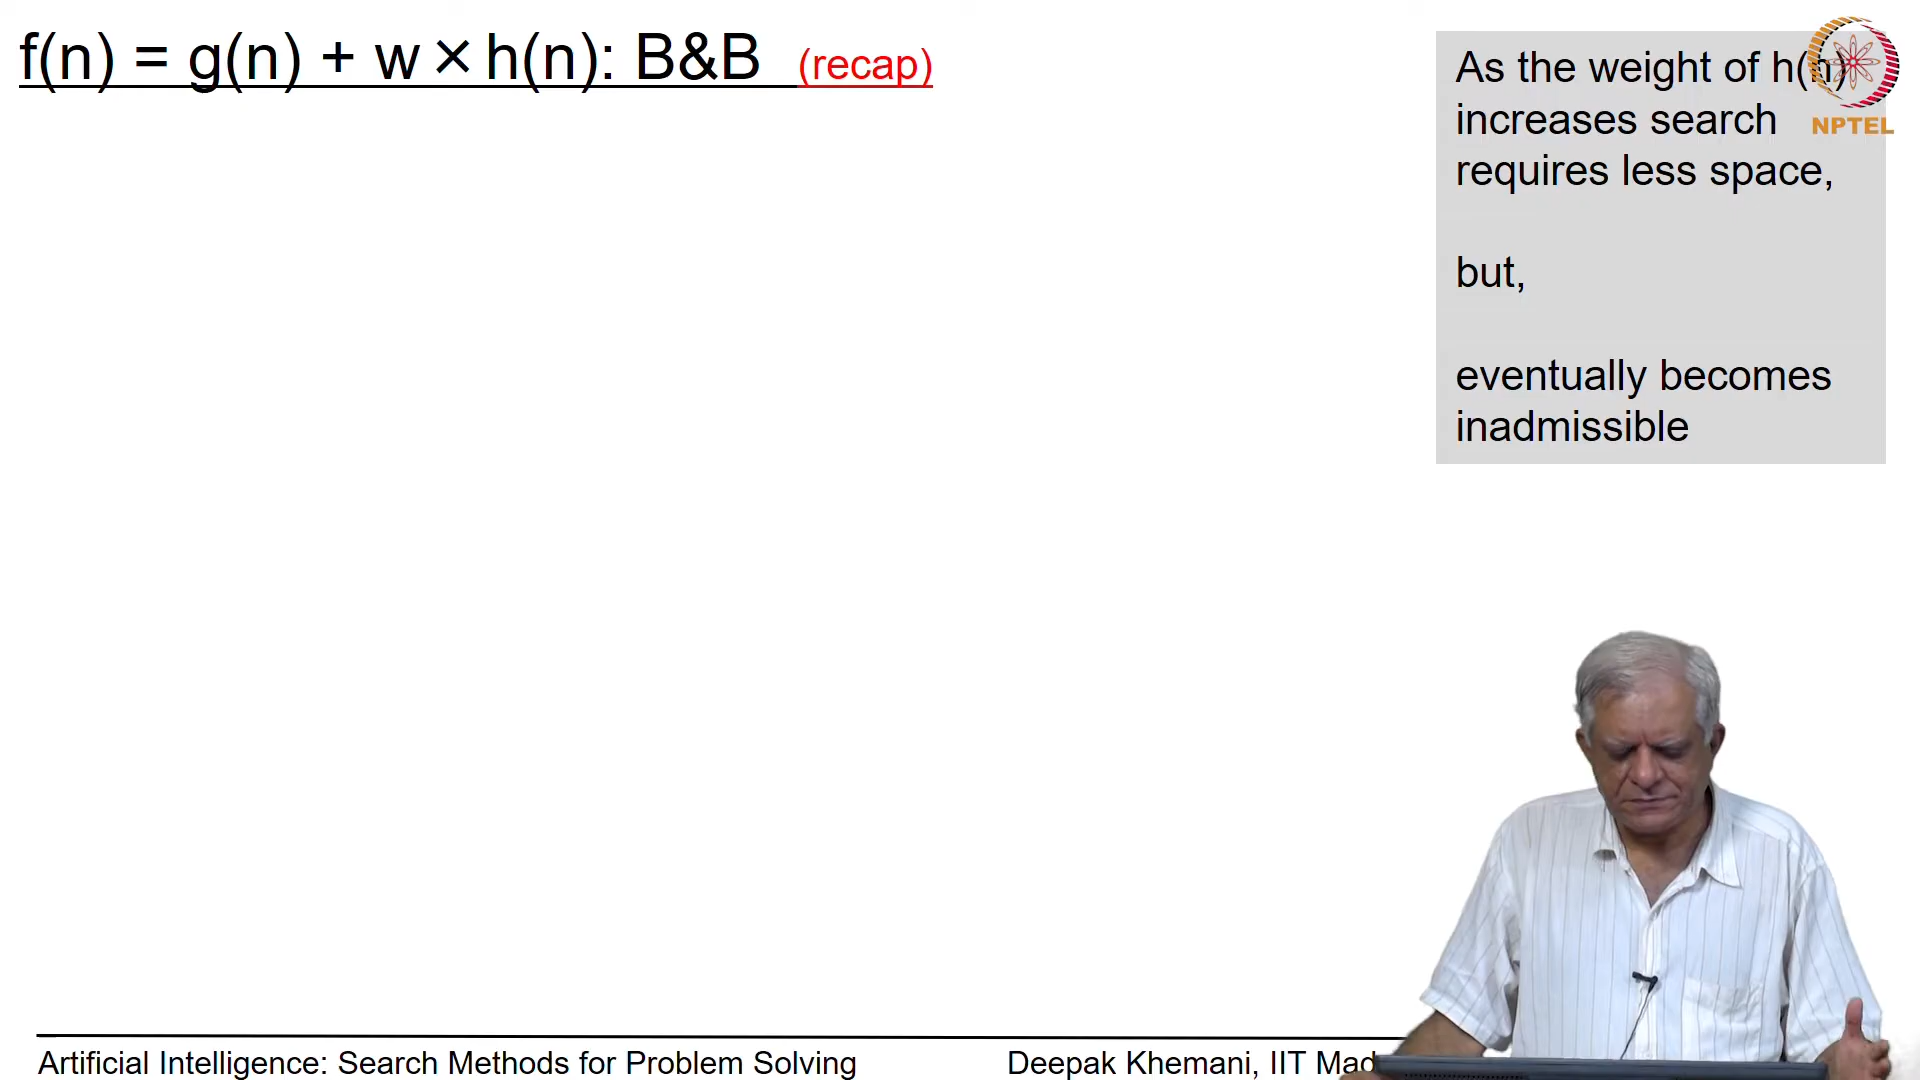 f(n) = g(n) + w × h(n): B&B (recap)
As the weight of h(n)
increases search
requires less space,
but,
eventually becomes
inadmissible
NPTEL
Artificial Intelligence: Search Methods for Problem Solving
Deepak Khemani, IIT Mad